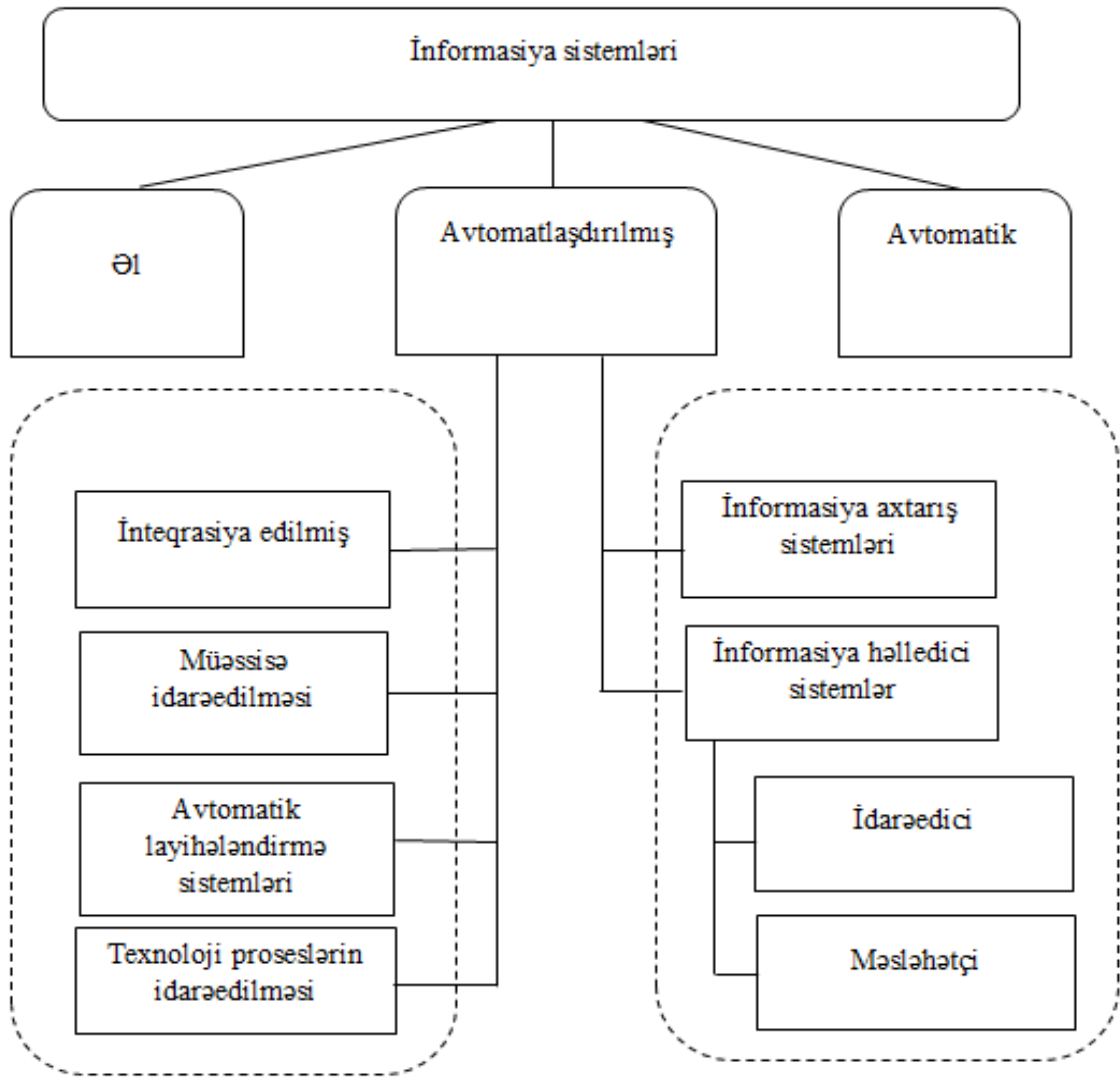 İnformasiya sistemləri
Əl
Avtomatlaşdırılmış
Avtomatik
İnteqrasiya edilmiş
Müəssisə
idarəedilməsi
Avtomatik
layihələndirmə
sistemləri
Texnoloji proseslərin
idarəedilməsi
İnformasiya axtarış
sistemləri
İnformasiya həlledici
sistemlər
İdarəedici
Məsləhətçi